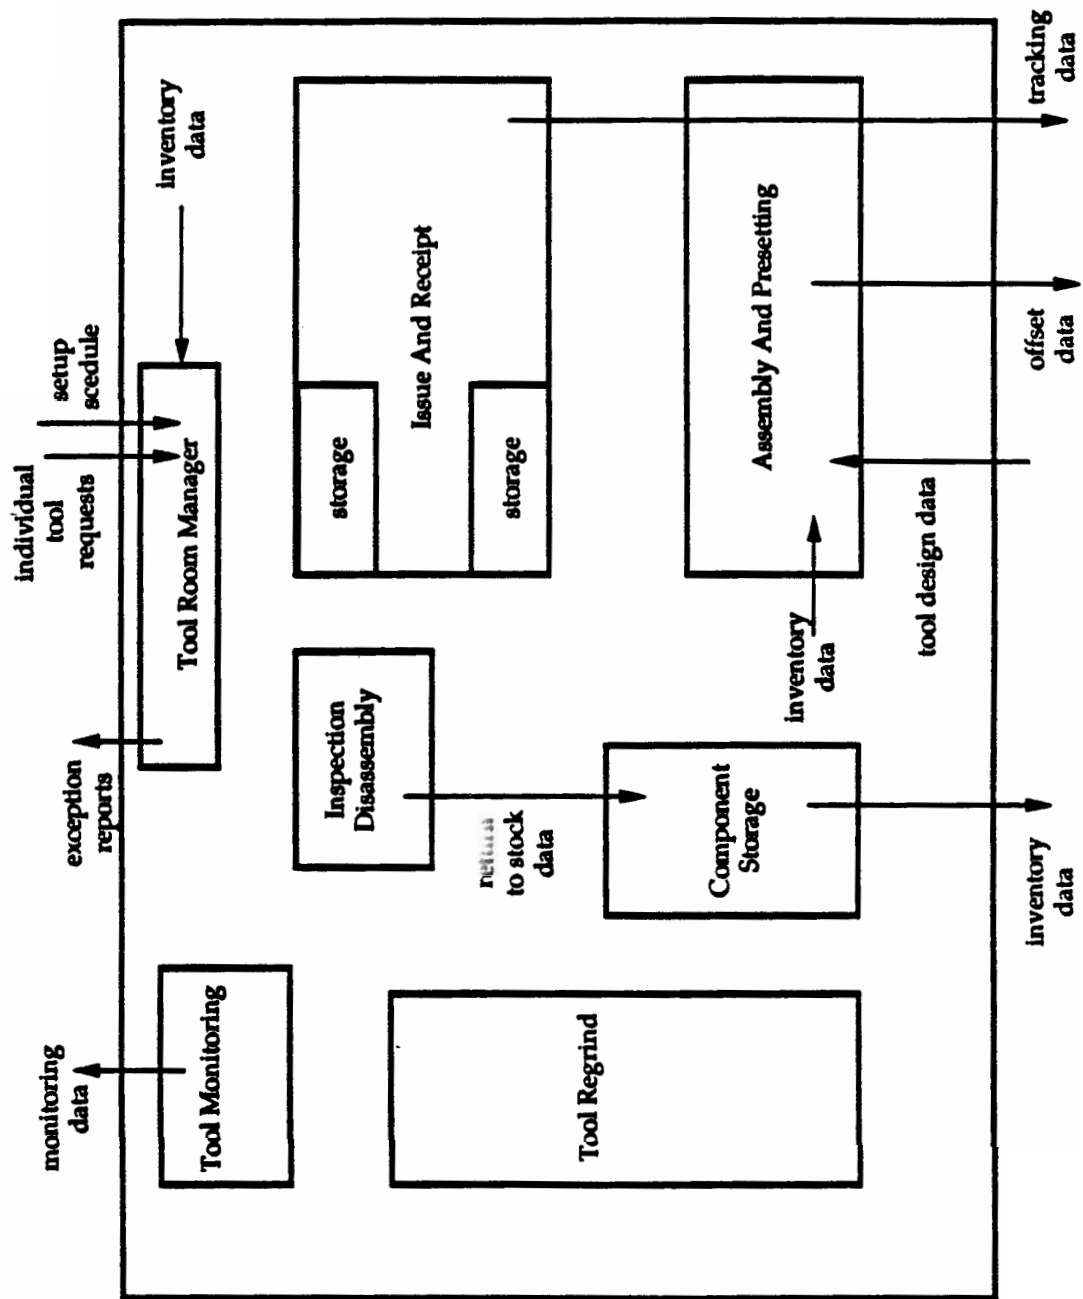 monitoring
data
exception
reports
individual
tool
requests
setup
scedule
inventory
data
Tool Monitoring
Tool Room Manager
Inspection
Disassembly
storage
Issue And Receipt
storage
to stock
data
Tool Regrind
Component
Storage
inventory
data
Assembly And Presetting
tool design data
inventory
data
offset
data
tracking
data